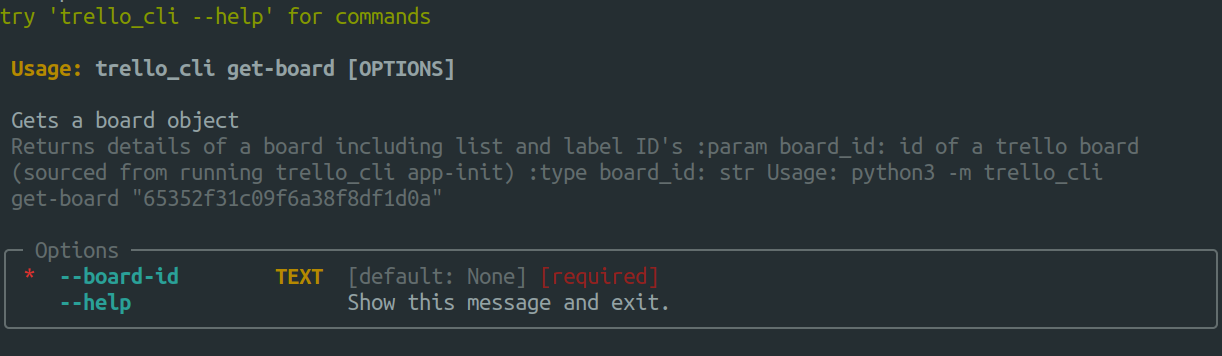 try 'trello_cli --help' for commands
Usage: trello_cli get-board [OPTIONS]
Gets a board object
Returns details of a board including list and label ID's :param board_id: id of a trello board
(sourced from running trello_cli app-init) :type board_id: str Usage: python3 -m trello_cli
get-board "65352f31c09f6a38f8df1d0a"
Options
* --board-id TEXT [default: None] [required]
--help Show this message and exit.